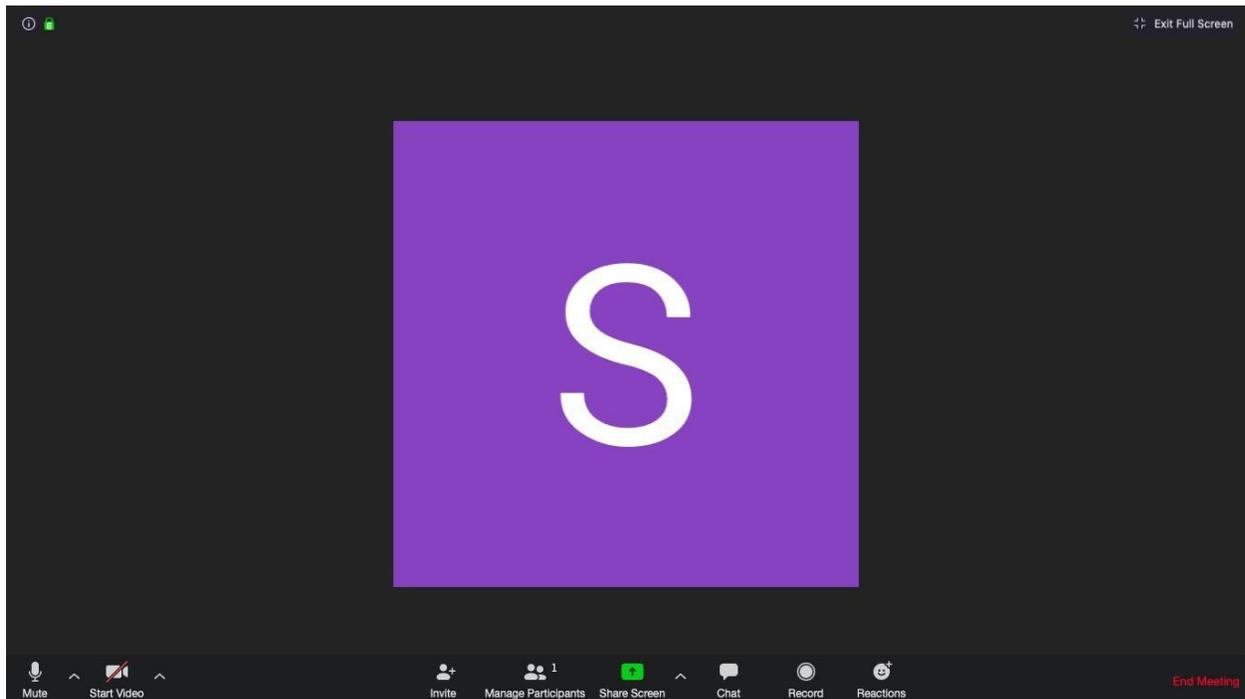 Exit Full Screen
S
1
Mute Start Video Invite Manage Participants Share Screen Chat Record Reactions End Meeting